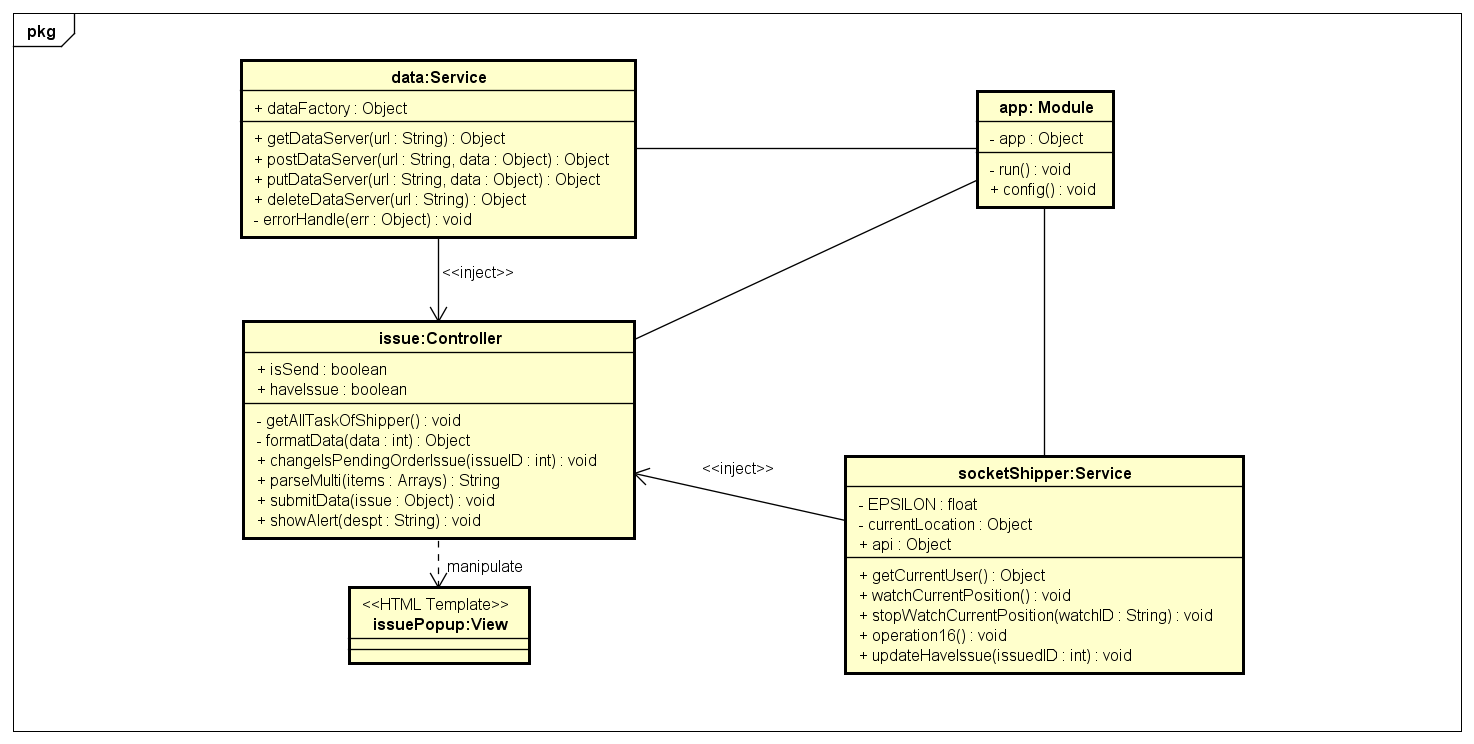 pkg
data:Service
+ dataFactory : Object
+ getDataServer(url : String) : Object
+ postDataServer(url : String, data : Object) : Object
+ putDataServer(url : String, data : Object) : Object
+ deleteDataServer(url : String) : Object
- errorHandle(err : Object) : void
app: Module
- app : Object
- run() : void
+ config() : void
<<inject>>
issue:Controller
+ isSend : boolean
+ haveIssue : boolean
- getAllTaskOfShipper() : void
- formatData(data : int) : Object
+ changeIsPendingOrderIssue(issueID : int) : void
+ parseMulti(items : Arrays) : String
+ submitData(issue : Object) : void
+ showAlert(despt : String) : void
<<inject>>
socketShipper:Service
- EPSILON : float
- currentLocation : Object
+ api : Object
+ getCurrentUser() : Object
+ watchCurrentPosition() : void
+ stopWatchCurrentPosition(watchID : String) : void
+ operation16() : void
+ updateHaveIssue(issuedID : int) : void
manipulate
<<HTML Template>>
issuePopup:View